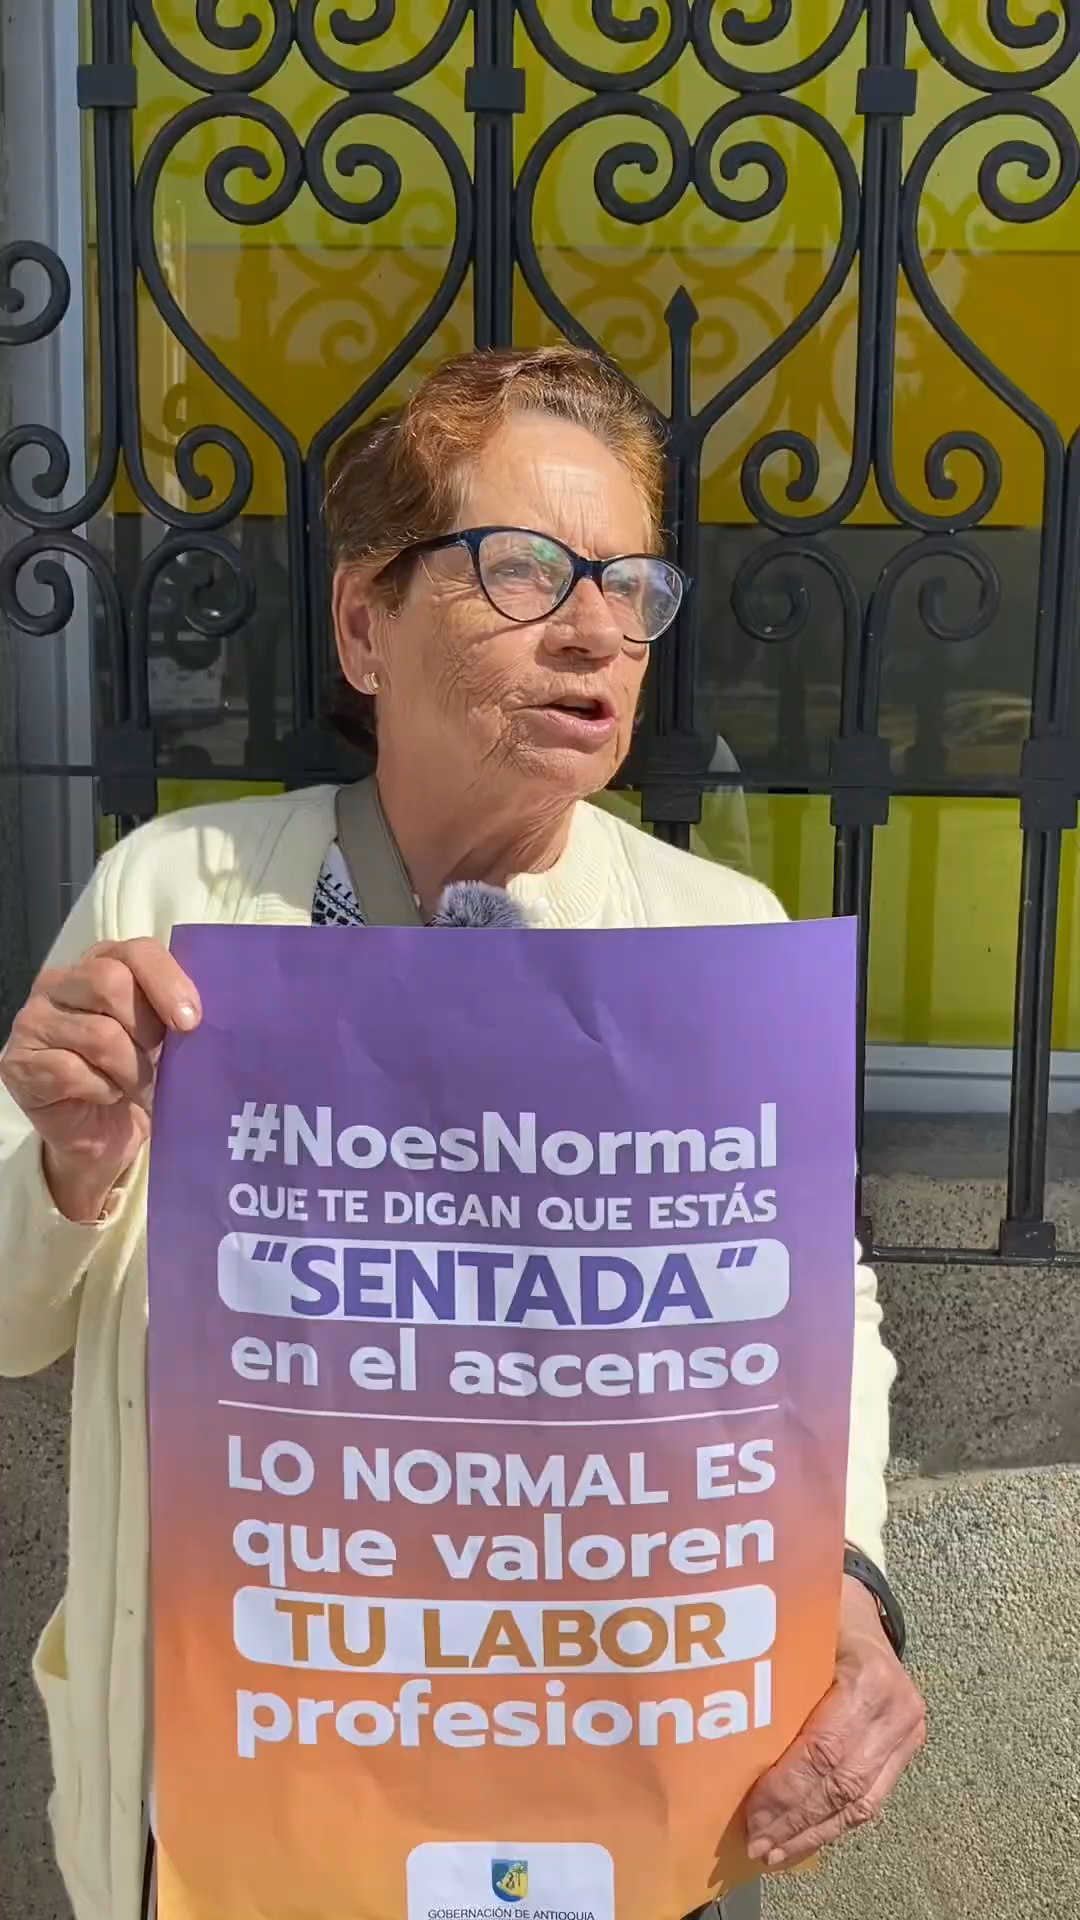 #NoesNormal
QUE TE DIGAN QUE ESTÁS
"SENTADA"
en el ascenso
LO NORMAL ES
que valoren
TU LABOR
profesional
GOBERNACIÓN DE ANTIOQUIA